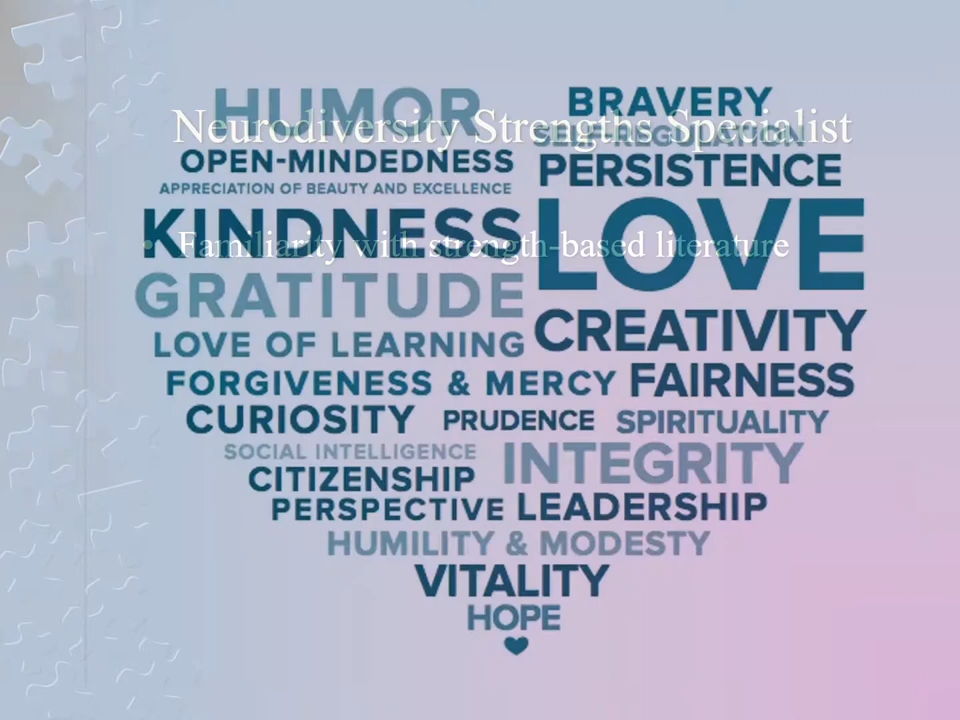 HUMOR
BRAVERY
Neurodiversity Strengths Specialist
SELF-REGULATION
OPEN-MINDEDNESS
PERSISTENCE
APPRECIATION OF BEAUTY AND EXCELLENCE
KINDNESS
LOVE
• Familiarity with strength-based literature
GRATITUDE
CREATIVITY
LOVE OF LEARNING
FORGIVENESS & MERCY
FAIRNESS
CURIOSITY
PRUDENCE
SPIRITUALITY
SOCIAL INTELLIGENCE
INTEGRITY
CITIZENSHIP
PERSPECTIVE
LEADERSHIP
HUMILITY & MODESTY
VITALITY
HOPE